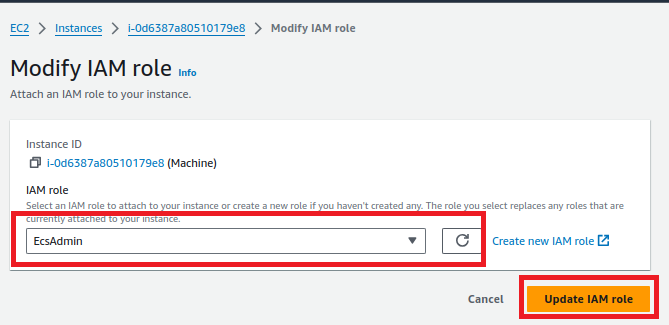 EC2 > Instances > i-0d6387a80510179e8 > Modify IAM role
Modify IAM role Info
Attach an IAM role to your instance.
Instance ID
i-0d6387a80510179e8 (Machine)
IAM role
Select an IAM role to attach to your instance or create a new role if you haven't created any. The role you select replaces any roles that are
currently attached to your instance.
EcsAdmin
Create new IAM role
Cancel
Update IAM role